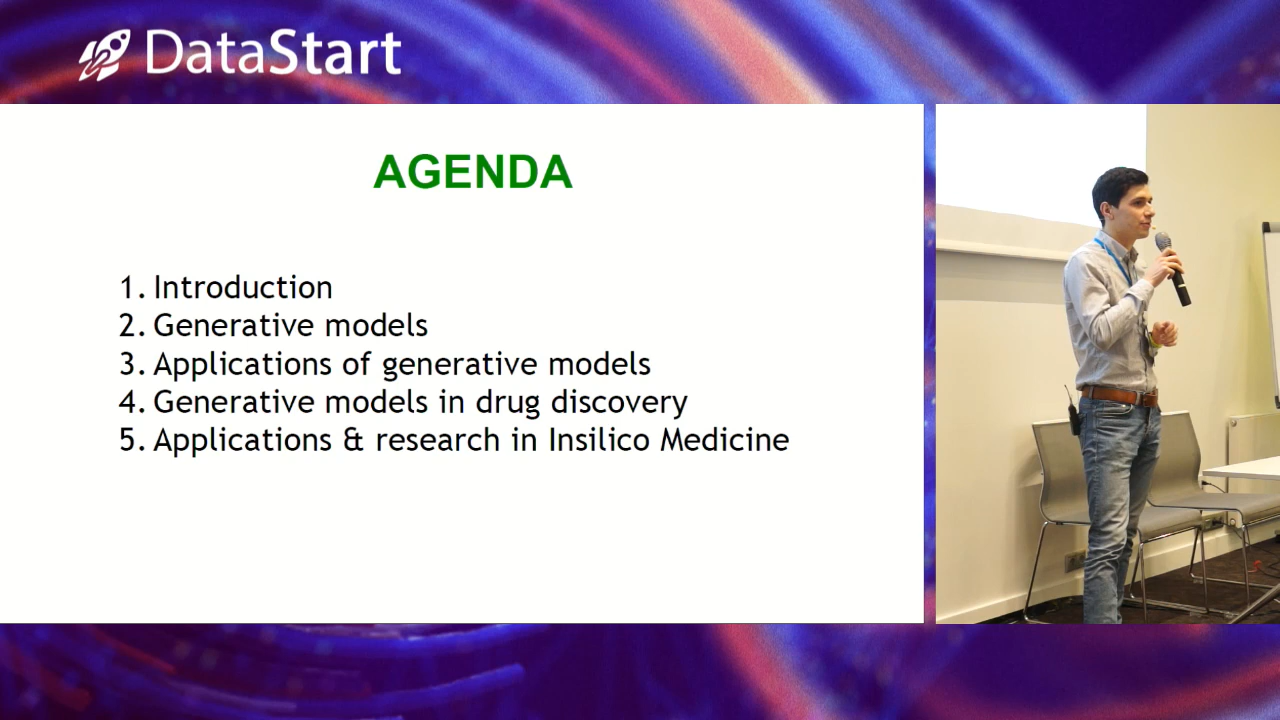 DataStart
AGENDA
1. Introduction
2. Generative models
3. Applications of generative models
4. Generative models in drug discovery
5. Applications & research in Insilico Medicine